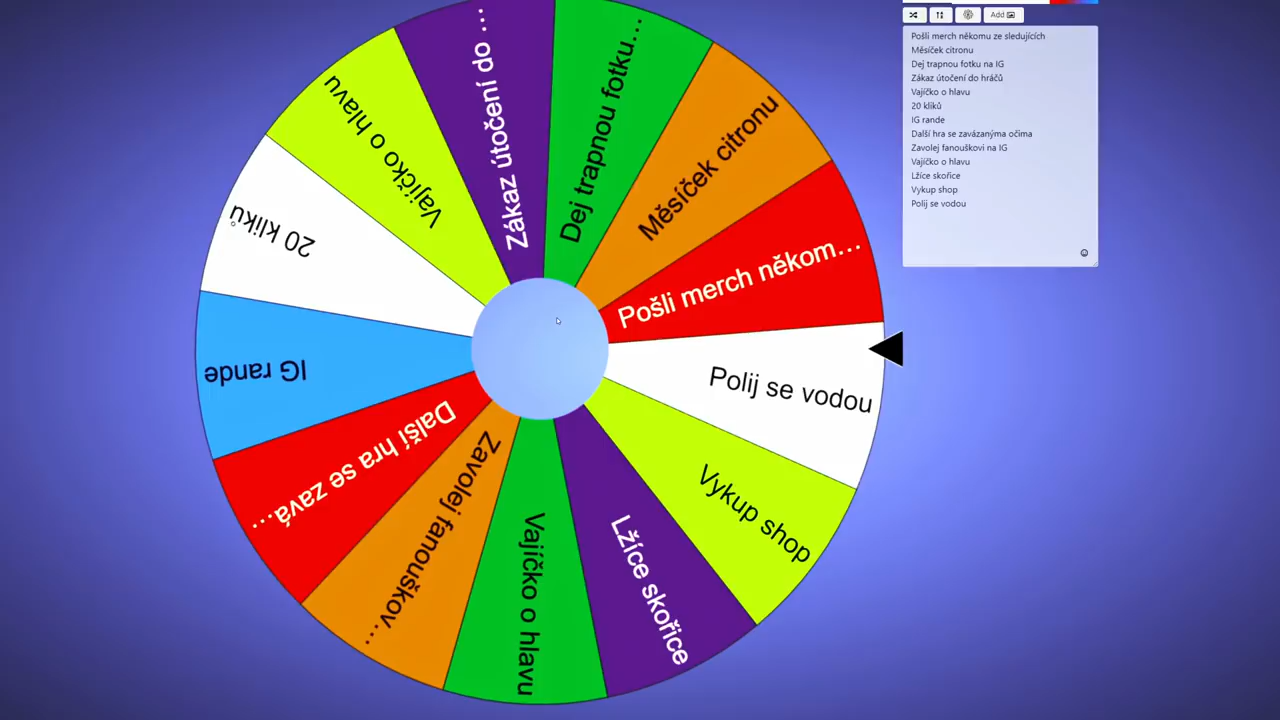 Add
Pošli merch někomu ze sledujících
Měsíček citronu
Dej trapnou fotku na IG
Zákaz útočení do hráčů
Vajíčko o hlavu
20 kliků
IG rande
Další hra se zavázanýma očima
Zavolej fanouškovi na IG
Vajíčko o hlavu
Lžíce skořice
Vykup shop
Polij se vodou
Zákaz útočení do ...
Dej trapnou fotku...
Měsíček citronu
Pošli merch někom...
Polij se vodou
Vykup shop
Lžíce skořice
Vajíčko o hlavu
Zavolej fanouškov...
Další hra se zavá...
IG rande
20 kliků
Vajíčko o hlavu